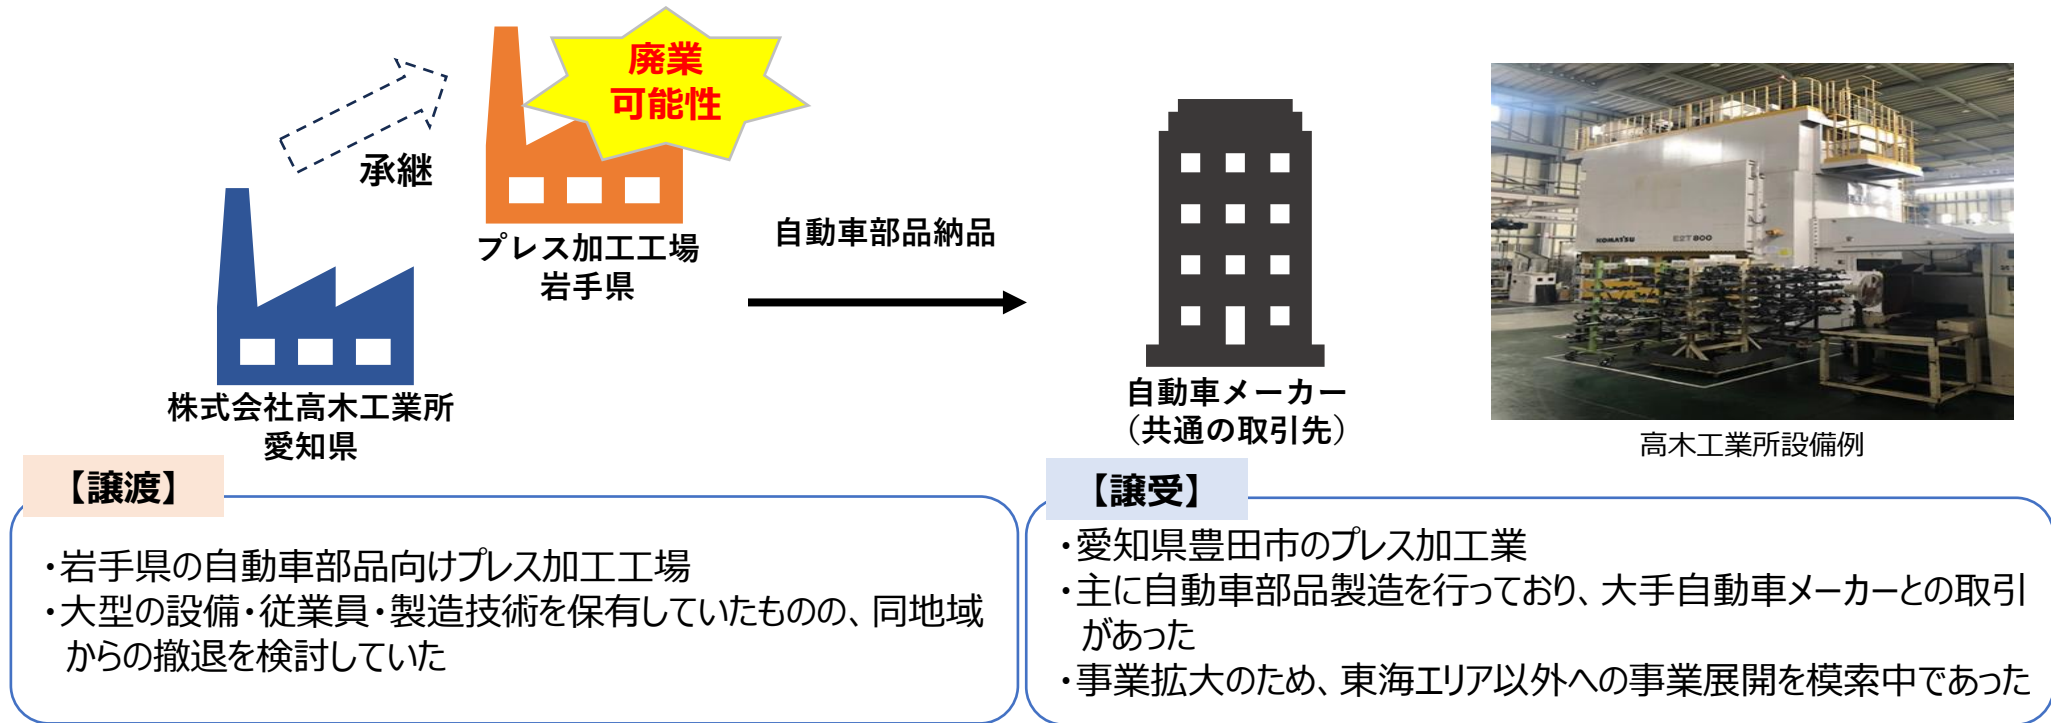 廃業
可能性
承継
プレス加工工場
岩手県
自動車部品納品
株式会社高木工業所
愛知県
自動車メーカー
（共通の取引先）
KOMATSU E2T 800
高木工業所設備例
【譲渡】
・岩手県の自動車部品向けプレス加工工場
・大型の設備・従業員・製造技術を保有していたものの、同地域
からの撤退を検討していた
【譲受】
・愛知県豊田市のプレス加工業
・主に自動車部品製造を行っており、大手自動車メーカーとの取引
があった
・事業拡大のため、東海エリア以外への事業展開を模索中であった